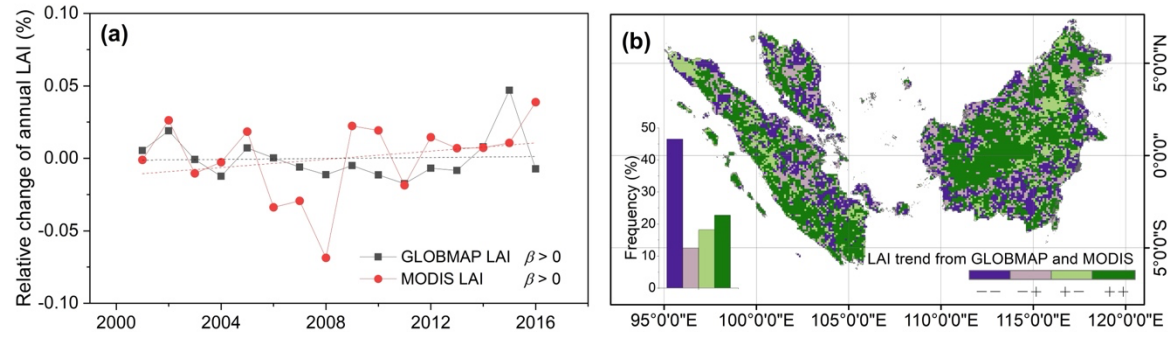 (a)
Relative change of annual LAI (%)
0.10
0.05
0.00
-0.05
-0.10
GLOBMAP LAI β > 0
MODIS LAI β > 0
2000 2004 2008 2012 2016
(b)
Frequency (%)
50
40
30
20
10
0
LAI trend from GLOBMAP and MODIS
−− −+ +− ++
5°0'0"N
0°0'0"
5°0'0"S
95°0'0"E 100°0'0"E 105°0'0"E 110°0'0"E 115°0'0"E 120°0'0"E